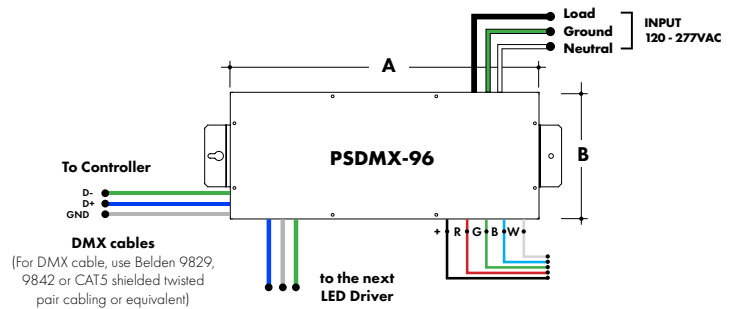 Load
Ground
Neutral
INPUT
120 - 277VAC
A
B
PSDMX-96
To Controller
D-
D+
GND
DMX cables
(For DMX cable, use Belden 9829,
9842 or CAT5 shielded twisted
pair cabling or equivalent)
+ R G B W
to the next
LED Driver